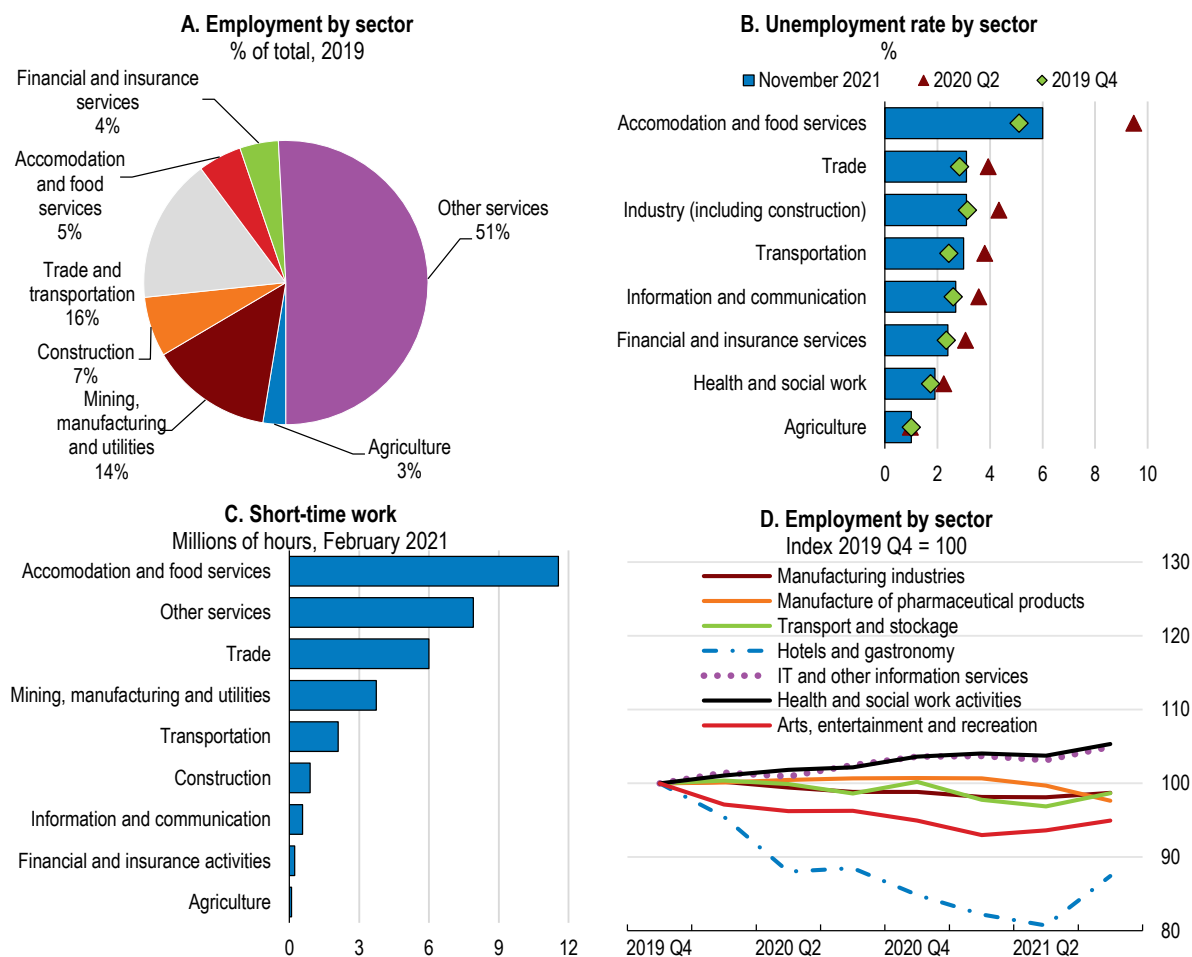 A. Employment by sector
% of total, 2019
Financial and insurance
services
4%
Accomodation
and food
services
5%
Trade and
transportation
16%
Construction
7%
Mining,
manufacturing
and utilities
14%
Other services
51%
Agriculture
3%
B. Unemployment rate by sector
%
November 2021
2020 Q2
2019 Q4
Accomodation and food services
Trade
Industry (including construction)
Transportation
Information and communication
Financial and insurance services
Health and social work
Agriculture
0 2 4 6 8 10
C. Short-time work
Millions of hours, February 2021
Accomodation and food services
Other services
Trade
Mining, manufacturing and utilities
Transportation
Construction
Information and communication
Financial and insurance activities
Agriculture
0 3 6 9 12
D. Employment by sector
Index 2019 Q4 = 100
Manufacturing industries
Manufacture of pharmaceutical products
Transport and stockage
Hotels and gastronomy
IT and other information services
Health and social work activities
Arts, entertainment and recreation
130
120
110
100
90
80
2019 Q4 2020 Q2 2020 Q4 2021 Q2